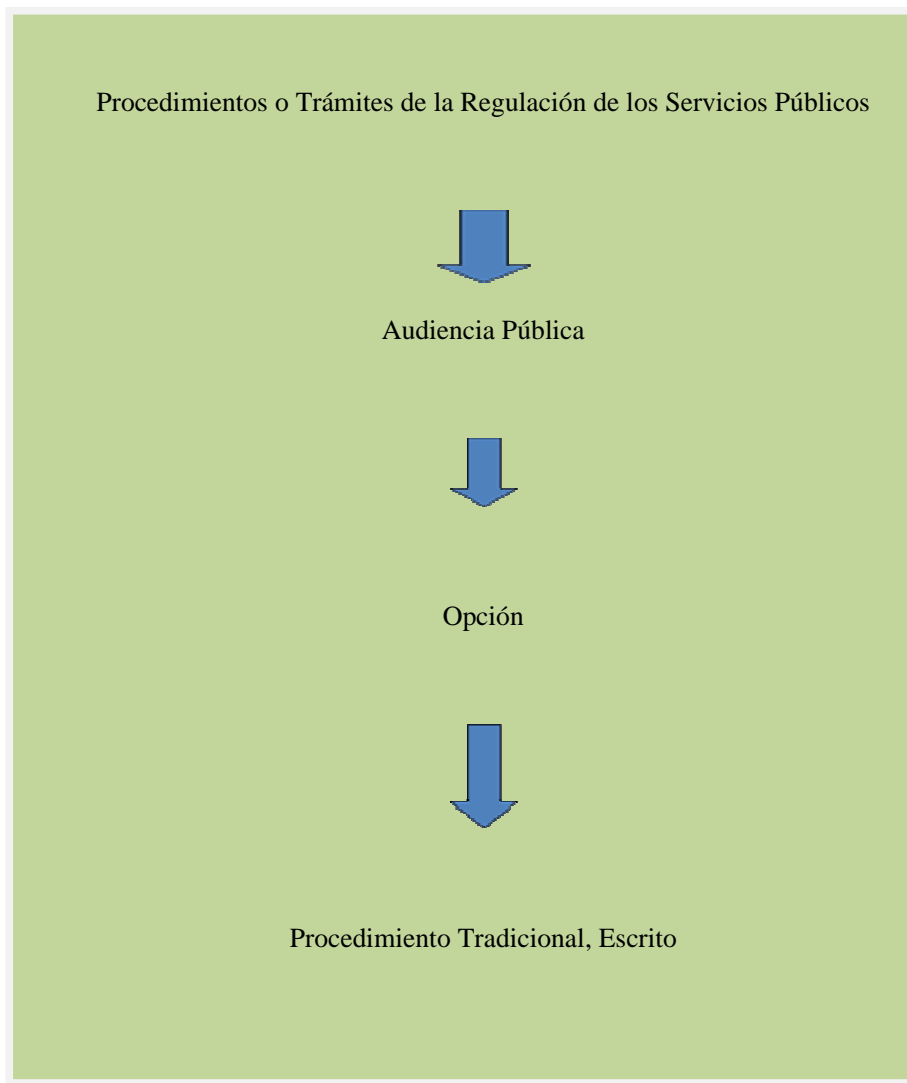 Procedimientos o Trámites de la Regulación de los Servicios Públicos
Audiencia Pública
Opción
Procedimiento Tradicional, Escrito